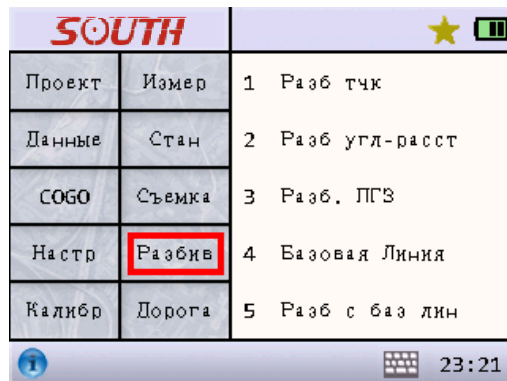 SOUTH
Проект Измер 1 Разб тчк
Данные Стан 2 Разб угл-расст
COGO Съемка 3 Разб. ПГЗ
Настр Разбив 4 Базовая Линия
Калибр Дорога 5 Разб с баз лин
23:21